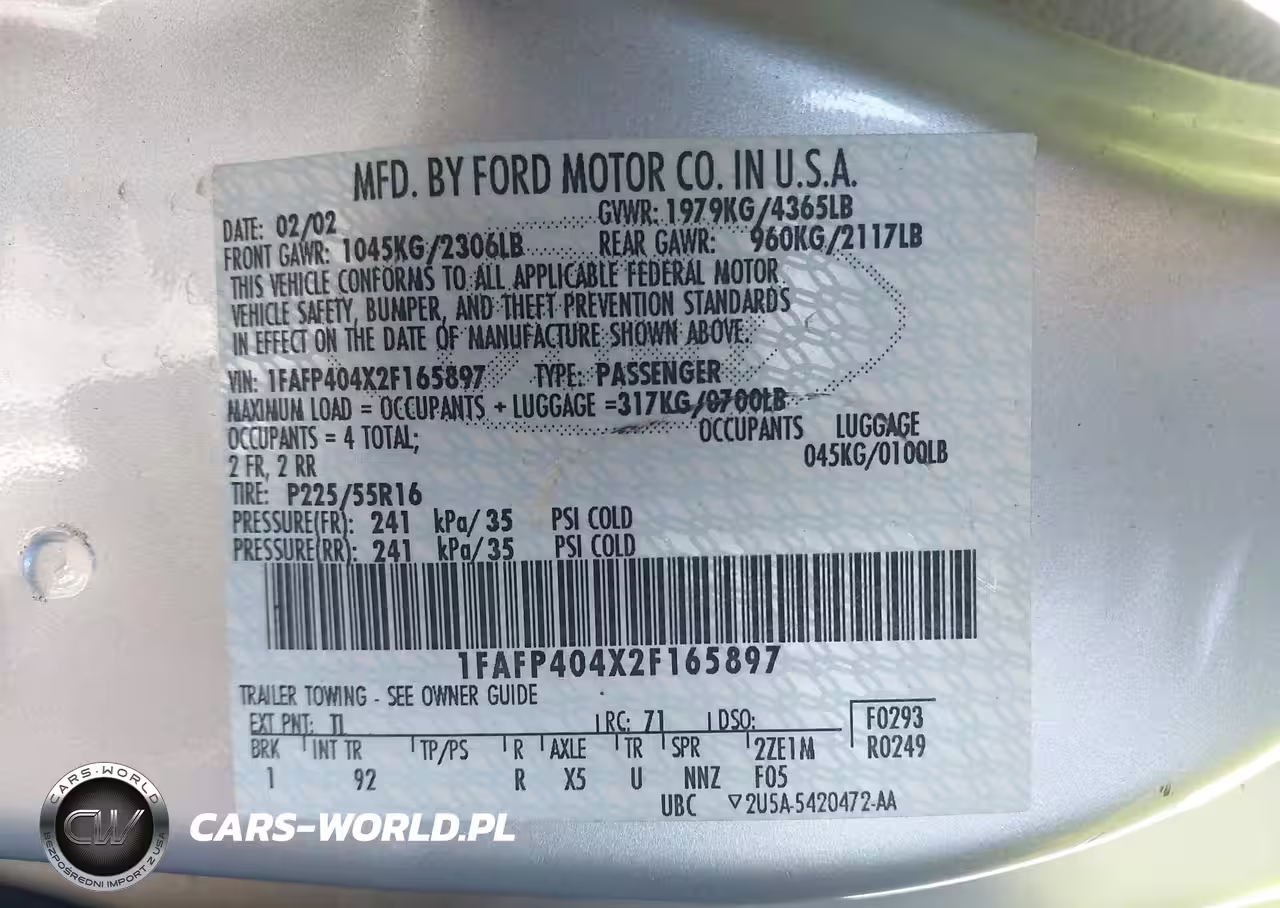 MFD. BY FORD MOTOR CO. IN U.S.A.
DATE: 02/02 GVWR: 1979KG/4365LB
FRONT GAWR: 1045KG/2306LB REAR GAWR: 960KG/2117LB
THIS VEHICLE CONFORMS TO ALL APPLICABLE FEDERAL MOTOR
VEHICLE SAFETY, BUMPER, AND THEFT PREVENTION STANDARDS
IN EFFECT ON THE DATE OF MANUFACTURE SHOWN ABOVE.
VIN: 1FAFP404X2F165897 TYPE: PASSENGER
MAXIMUM LOAD = OCCUPANTS + LUGGAGE =317KG/0700LB
OCCUPANTS = 4 TOTAL; OCCUPANTS LUGGAGE
2 FR, 2 RR 045KG/0100LB
TIRE: P225/55R16
PRESSURE(FR): 241 kPa/35 PSI COLD
PRESSURE(RR): 241 kPa/35 PSI COLD
1FAFP404X2F165897
TRAILER TOWING - SEE OWNER GUIDE
EXT PNT: TL RC: 71 DSO: F0293
BRK INT TR TP/PS R AXLE TR SPR 2ZE1M R0249
1 92 R X5 U NNZ F05
UBC ▽2U5A-5420472-AA
CARS-WORLD
CW
BEZPOŚREDNI IMPORT Z USA
CARS-WORLD.PL